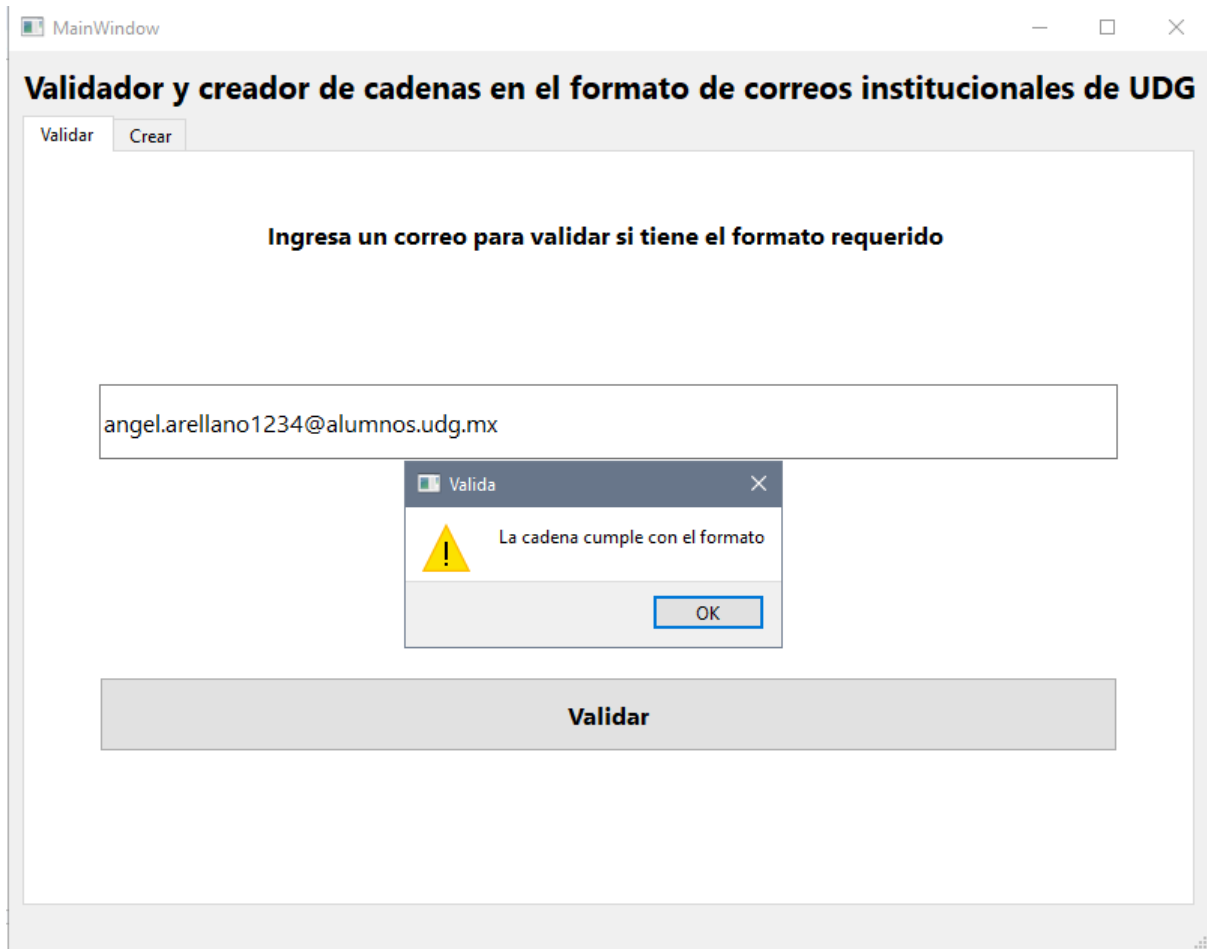 MainWindow
Validador y creador de cadenas en el formato de correos institucionales de UDG
Validar
Crear
Ingresa un correo para validar si tiene el formato requerido
angel.arellano1234@alumnos.udg.mx
Valida
La cadena cumple con el formato
OK
Validar